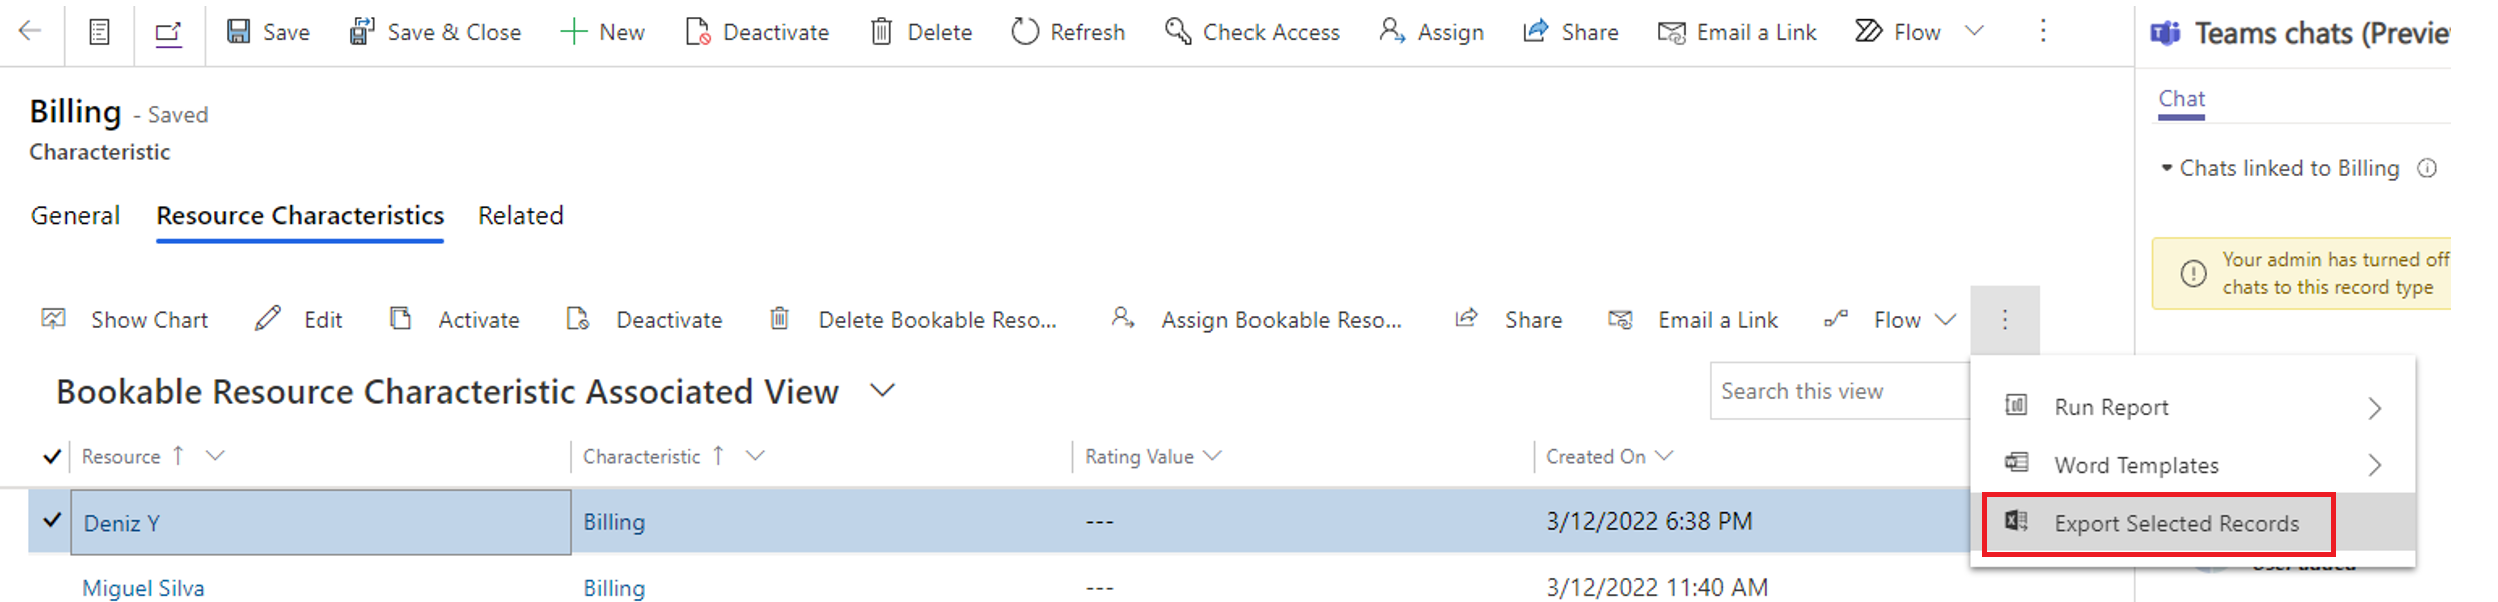 Save Save & Close New Deactivate Delete Refresh Check Access Assign Share Email a Link Flow
Teams chats (Previe
Billing - Saved
Characteristic
General Resource Characteristics Related
Chat
Chats linked to Billing
Your admin has turned off
chats to this record type
Show Chart Edit Activate Deactivate Delete Bookable Reso... Assign Bookable Reso... Share Email a Link Flow
Bookable Resource Characteristic Associated View
Search this view
Run Report
Word Templates
Export Selected Records
Resource Characteristic Rating Value Created On
Deniz Y Billing --- 3/12/2022 6:38 PM
Miguel Silva Billing --- 3/12/2022 11:40 AM